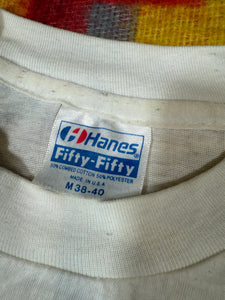 Hanes®
Fifty-Fifty
50% COMBED COTTON 50% POLYESTER
MADE IN U.S.A.
M 38-40